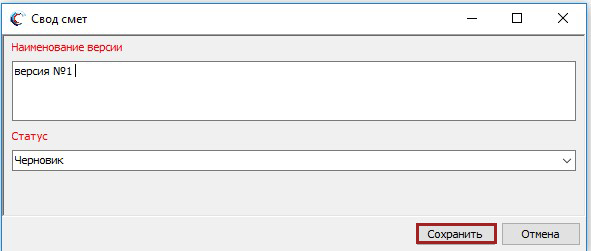 Свод смет
Наименование версии
версия №1
Статус
Черновик
Сохранить
Отмена